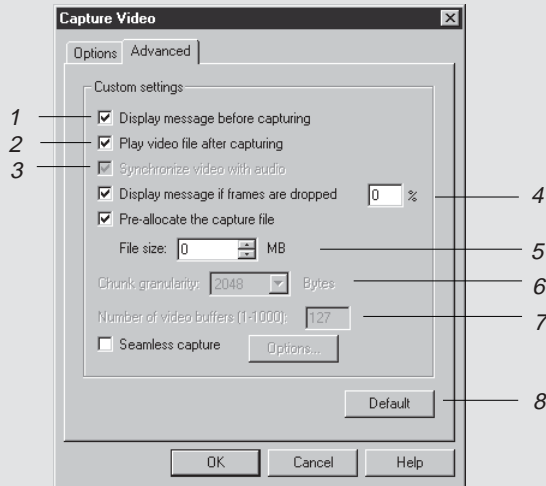 Capture Video
Options Advanced
Custom settings
1 Display message before capturing
2 Play video file after capturing
3 Synchronize video with audio
Display message if frames are dropped 0 % 4
Pre-allocate the capture file
File size: 0 MB 5
Chunk granularity: 2048 Bytes 6
Number of video buffers (1-1000): 127 7
Seamless capture Options...
Default 8
OK Cancel Help